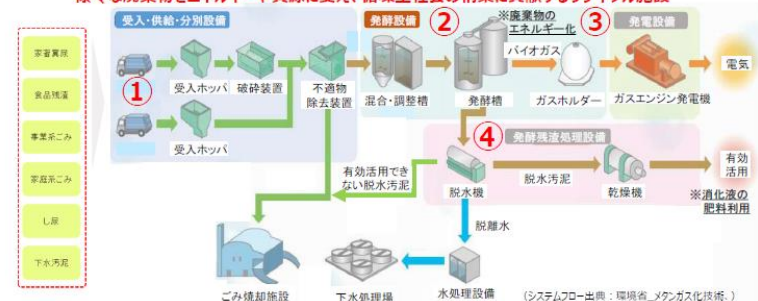 受入・供給・分別設備
発酵設備
②
※廃棄物の
エネルギー化
③
発電設備
家畜糞尿
食品残渣
事業系ごみ
家庭系ごみ
し尿
下水汚泥
①
受入ホッパ
破砕装置
不適物
除去装置
混合・調整槽
発酵槽
バイオガス
ガスホルダー
ガスエンジン発電機
電気
受入ホッパ
④
発酵残渣処理設備
有効活用でき
ない脱水汚泥
脱水機
脱水汚泥
乾燥機
有効
活用
※消化液の
肥料利用
脱離水
ごみ焼却施設
下水処理場
水処理設備
(システムフロー出典:環境省_メタンガス化技術、)